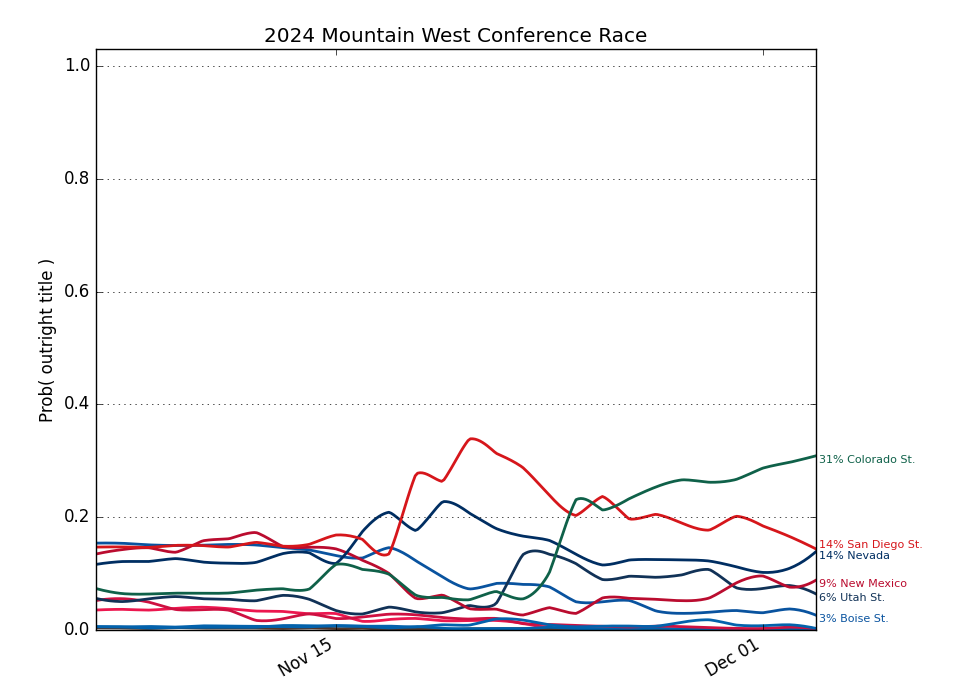 2024 Mountain West Conference Race
Prob( outright title )
1.0
0.8
0.6
0.4
0.2
0.0
Nov 15
Dec 01
31% Colorado St.
14% San Diego St.
14% Nevada
9% New Mexico
6% Utah St.
3% Boise St.